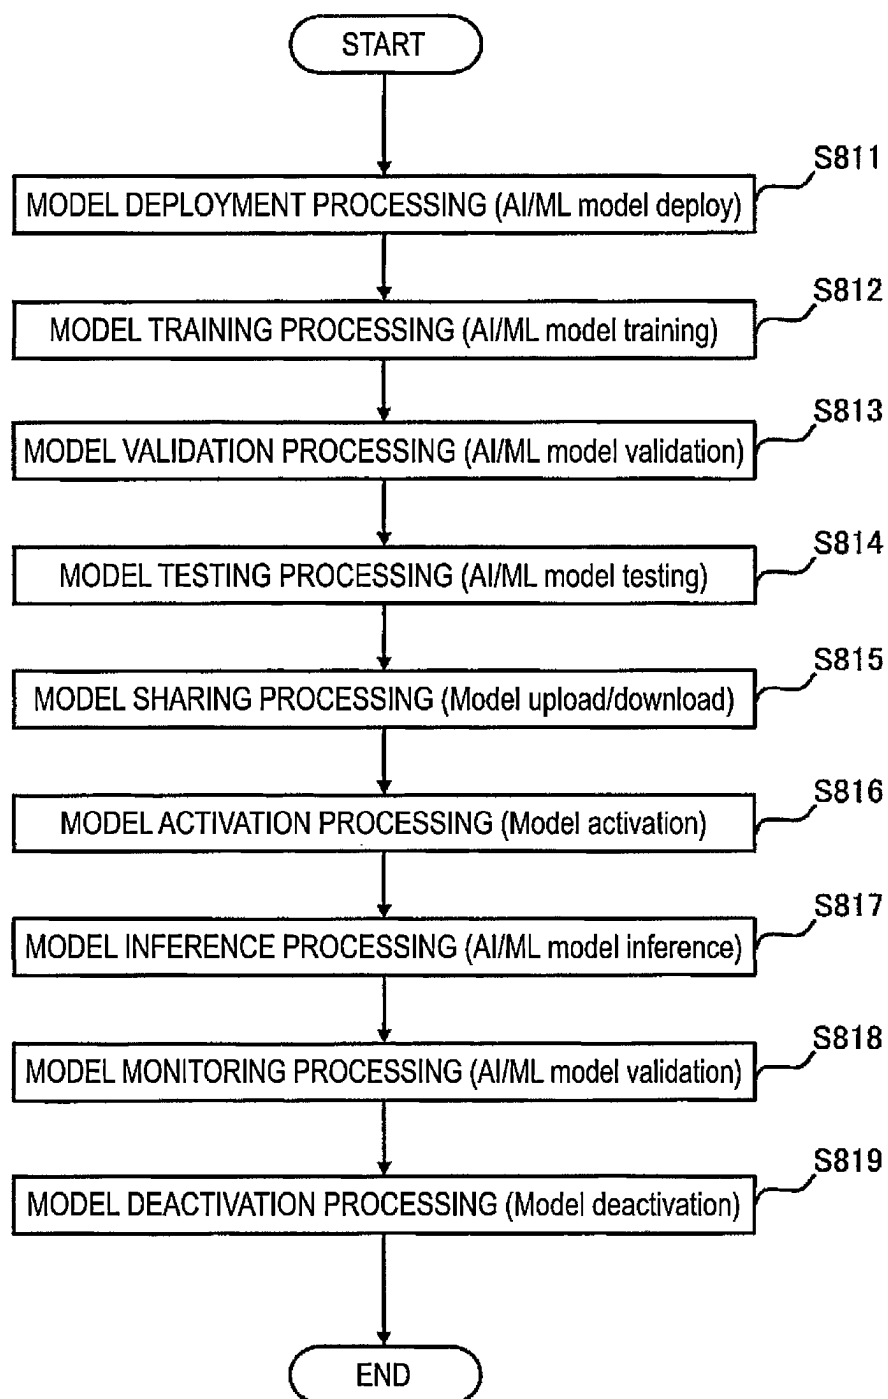 START
S811
MODEL DEPLOYMENT PROCESSING (AI/ML model deploy)
S812
MODEL TRAINING PROCESSING (AI/ML model training)
S813
MODEL VALIDATION PROCESSING (AI/ML model validation)
S814
MODEL TESTING PROCESSING (AI/ML model testing)
S815
MODEL SHARING PROCESSING (Model upload/download)
S816
MODEL ACTIVATION PROCESSING (Model activation)
S817
MODEL INFERENCE PROCESSING (AI/ML model inference)
S818
MODEL MONITORING PROCESSING (AI/ML model validation)
S819
MODEL DEACTIVATION PROCESSING (Model deactivation)
END